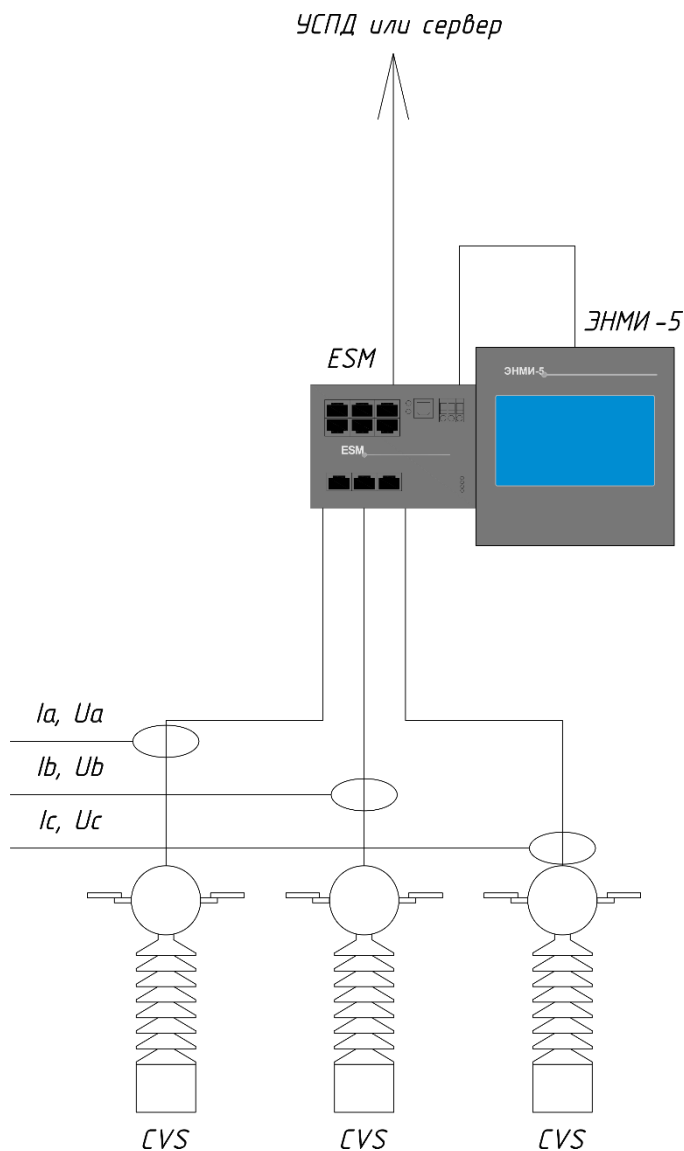 УСПД или сервер
ЭНМИ -5
ESM
ЭНМИ-5
ESM
Ia, Ua
Ib, Ub
Ic, Uc
CVS
CVS
CVS